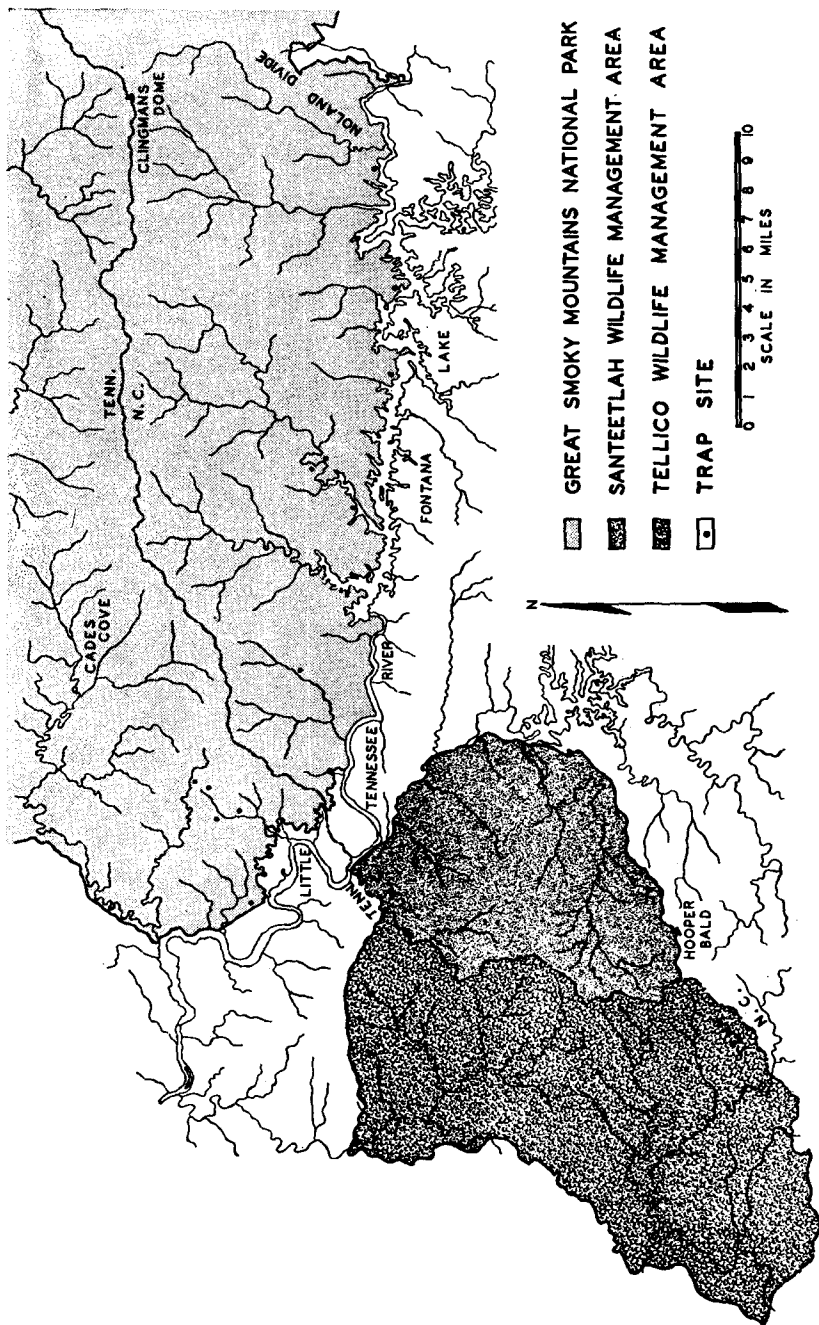 CADES
COVE
TENN.
N. C.
CLINGMANS
DOME
NOLAND DIVIDE
LITTLE
TENNESSEE
RIVER
FONTANA
LAKE
TENN.
HOOPER
BALD
N. C.
N
GREAT SMOKY MOUNTAINS NATIONAL PARK
SANTEETLAH WILDLIFE MANAGEMENT AREA
TELLICO WILDLIFE MANAGEMENT AREA
TRAP SITE
0 1 2 3 4 5 6 7 8 9 10
SCALE IN MILES